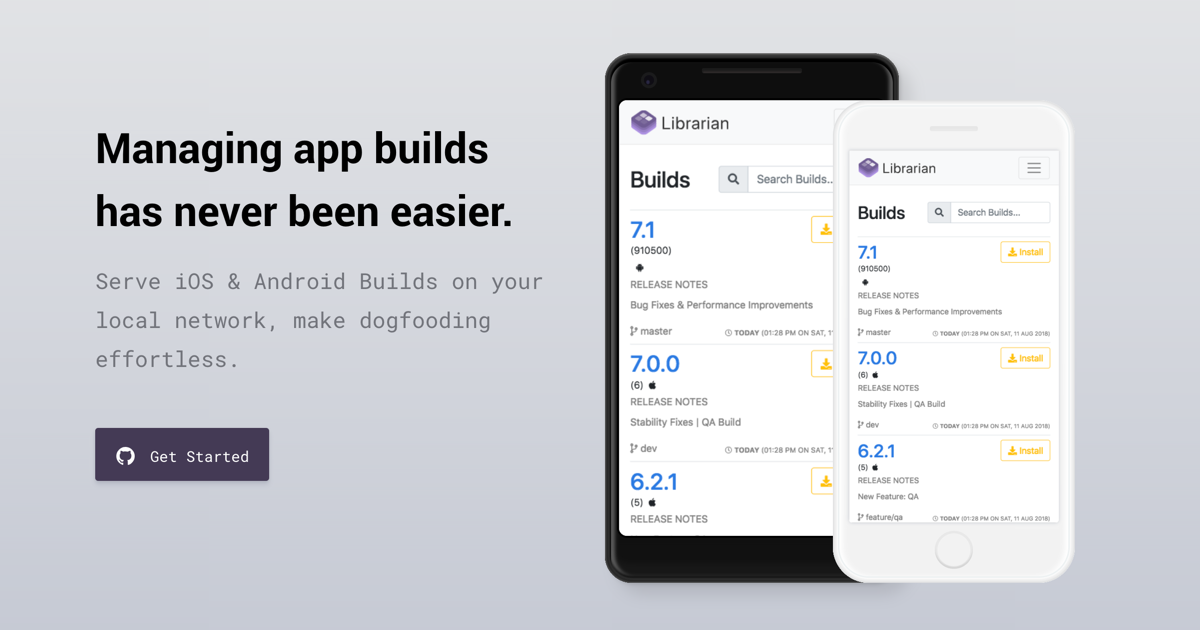 Managing app builds
has never been easier.
Serve iOS & Android Builds on your
local network, make dogfooding
effortless.
Get Started
Librarian
Builds
Search Builds..
7.1
(910500)
RELEASE NOTES
Bug Fixes & Performance Improvements
master
TODAY (01:28 PM ON SAT, 1
7.0.0
(6)
RELEASE NOTES
Stability Fixes | QA Build
dev
TODAY (01:28 PM ON SAT, 1
6.2.1
(5)
RELEASE NOTES
Librarian
Builds
Search Builds...
7.1
Install
(910500)
RELEASE NOTES
Bug Fixes & Performance Improvements
master
TODAY (01:28 PM ON SAT, 11 AUG 2018)
7.0.0
Install
(6)
RELEASE NOTES
Stability Fixes | QA Build
dev
TODAY (01:28 PM ON SAT, 11 AUG 2018)
6.2.1
Install
(5)
RELEASE NOTES
New Feature: QA
feature/qa
TODAY (01:28 PM ON SAT, 11 AUG 2018)